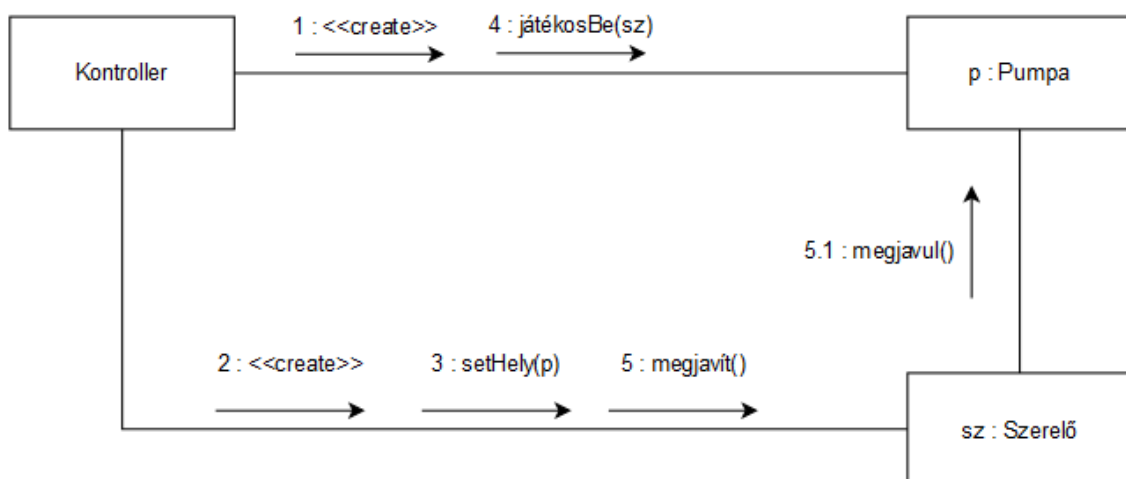 1 : <<create>>
4 : játékosBe(sz)
Kontroller
p : Pumpa
5.1 : megjavul()
2 : <<create>>
3 : setHely(p)
5 : megjavít()
sz : Szerelő